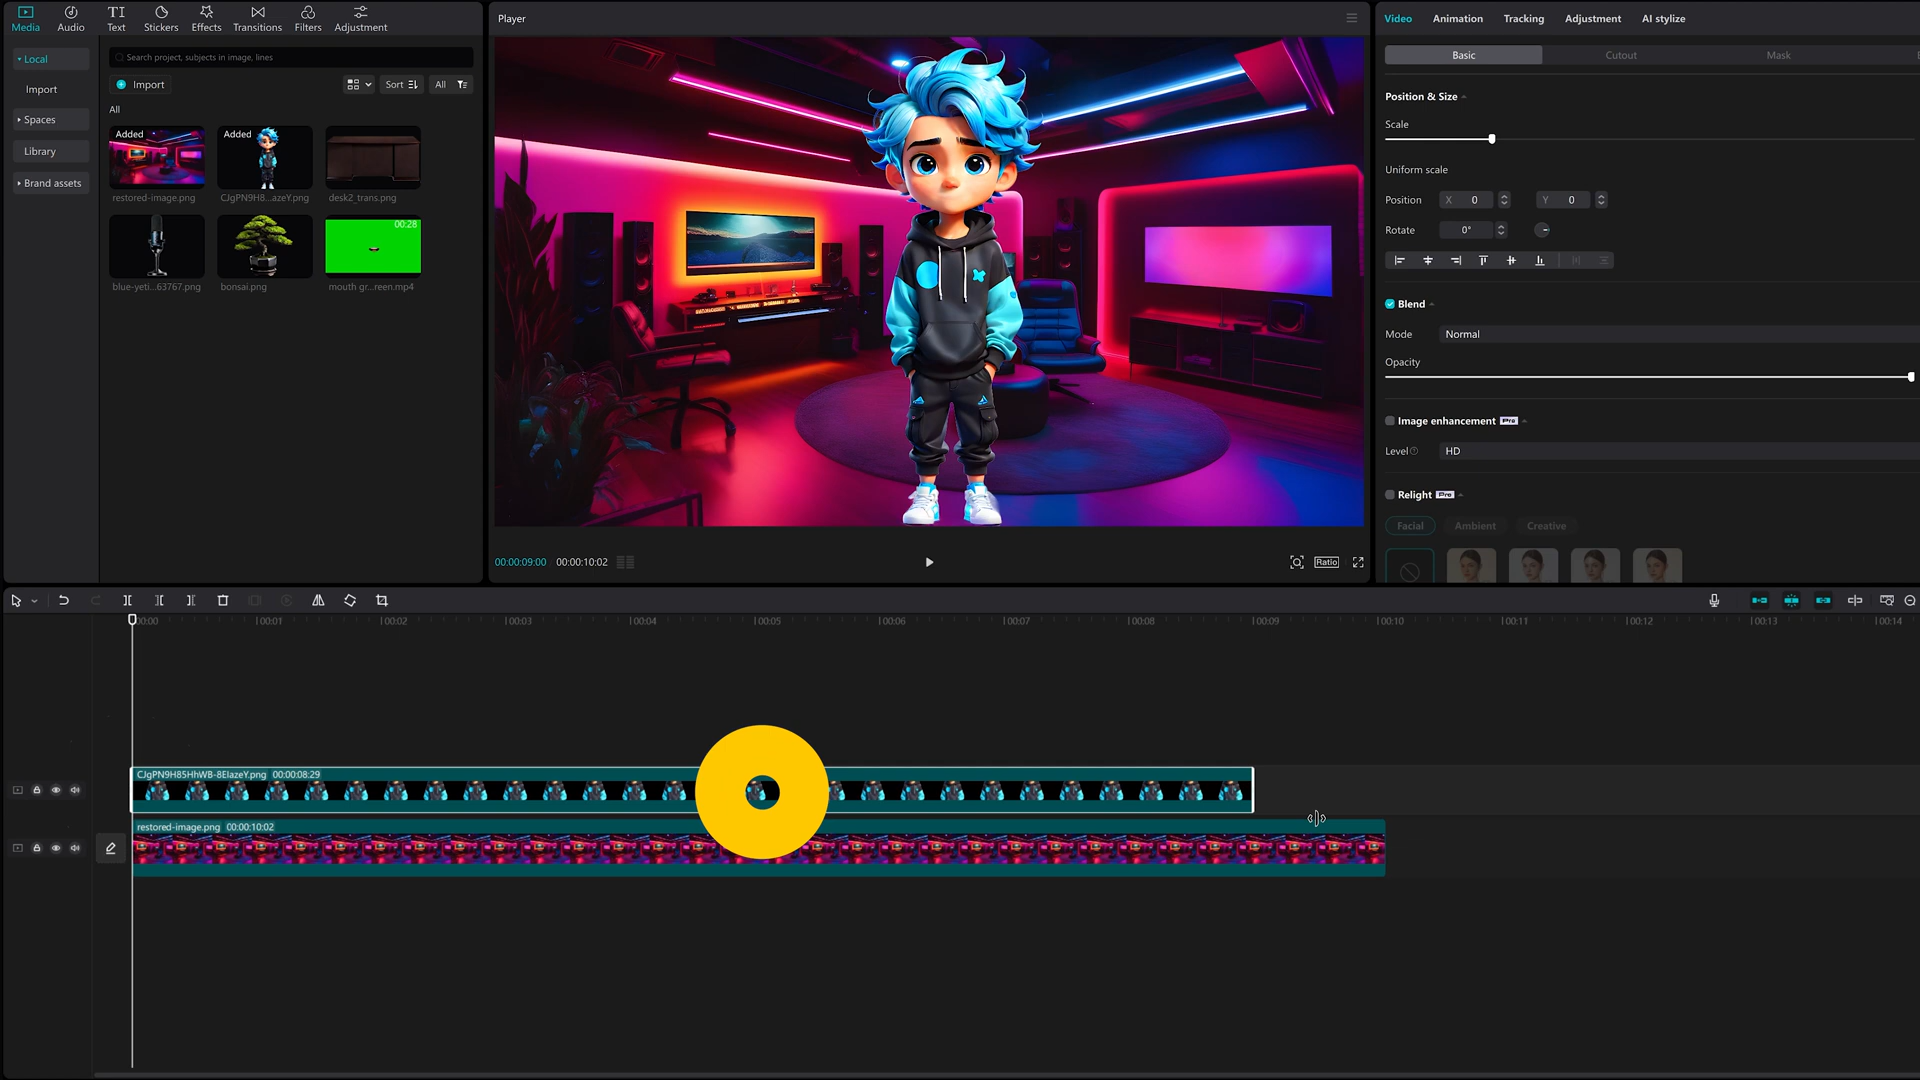 Media
Audio
Text
Stickers
Effects
Transitions
Filters
Adjustment
Local
Import
Spaces
Library
Brand assets
Search project, subjects in image, lines
Import
Sort
All
All
Added
restored-image.png
Added
CJgPN9H8...azeY.png
desk2_trans.png
blue-yeti...63767.png
bonsai.png
00:28
mouth gr...reen.mp4
Player
00:00:09:00
00:00:10:02
Ratio
Video
Animation
Tracking
Adjustment
AI stylize
Basic
Cutout
Mask
Position & Size
Scale
Uniform scale
Position X 0 Y 0
Rotate 0°
Blend
Mode Normal
Opacity
Image enhancement Pro
Level HD
Relight Pro
Facial
Ambient
Creative
00:00 00:01 00:02 00:03 00:04 00:05 00:06 00:07 00:08 00:09 00:10 00:11 00:12 00:13 00:14
CJgPN9H85HhWB-8EIazeY.png 00:00:08:29
restored-image.png 00:00:10:02